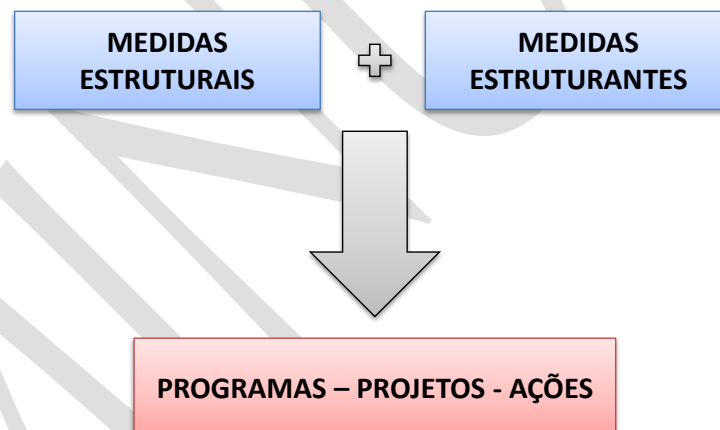 MEDIDAS
ESTRUTURAIS
MEDIDAS
ESTRUTURANTES
PROGRAMAS – PROJETOS - AÇÕES